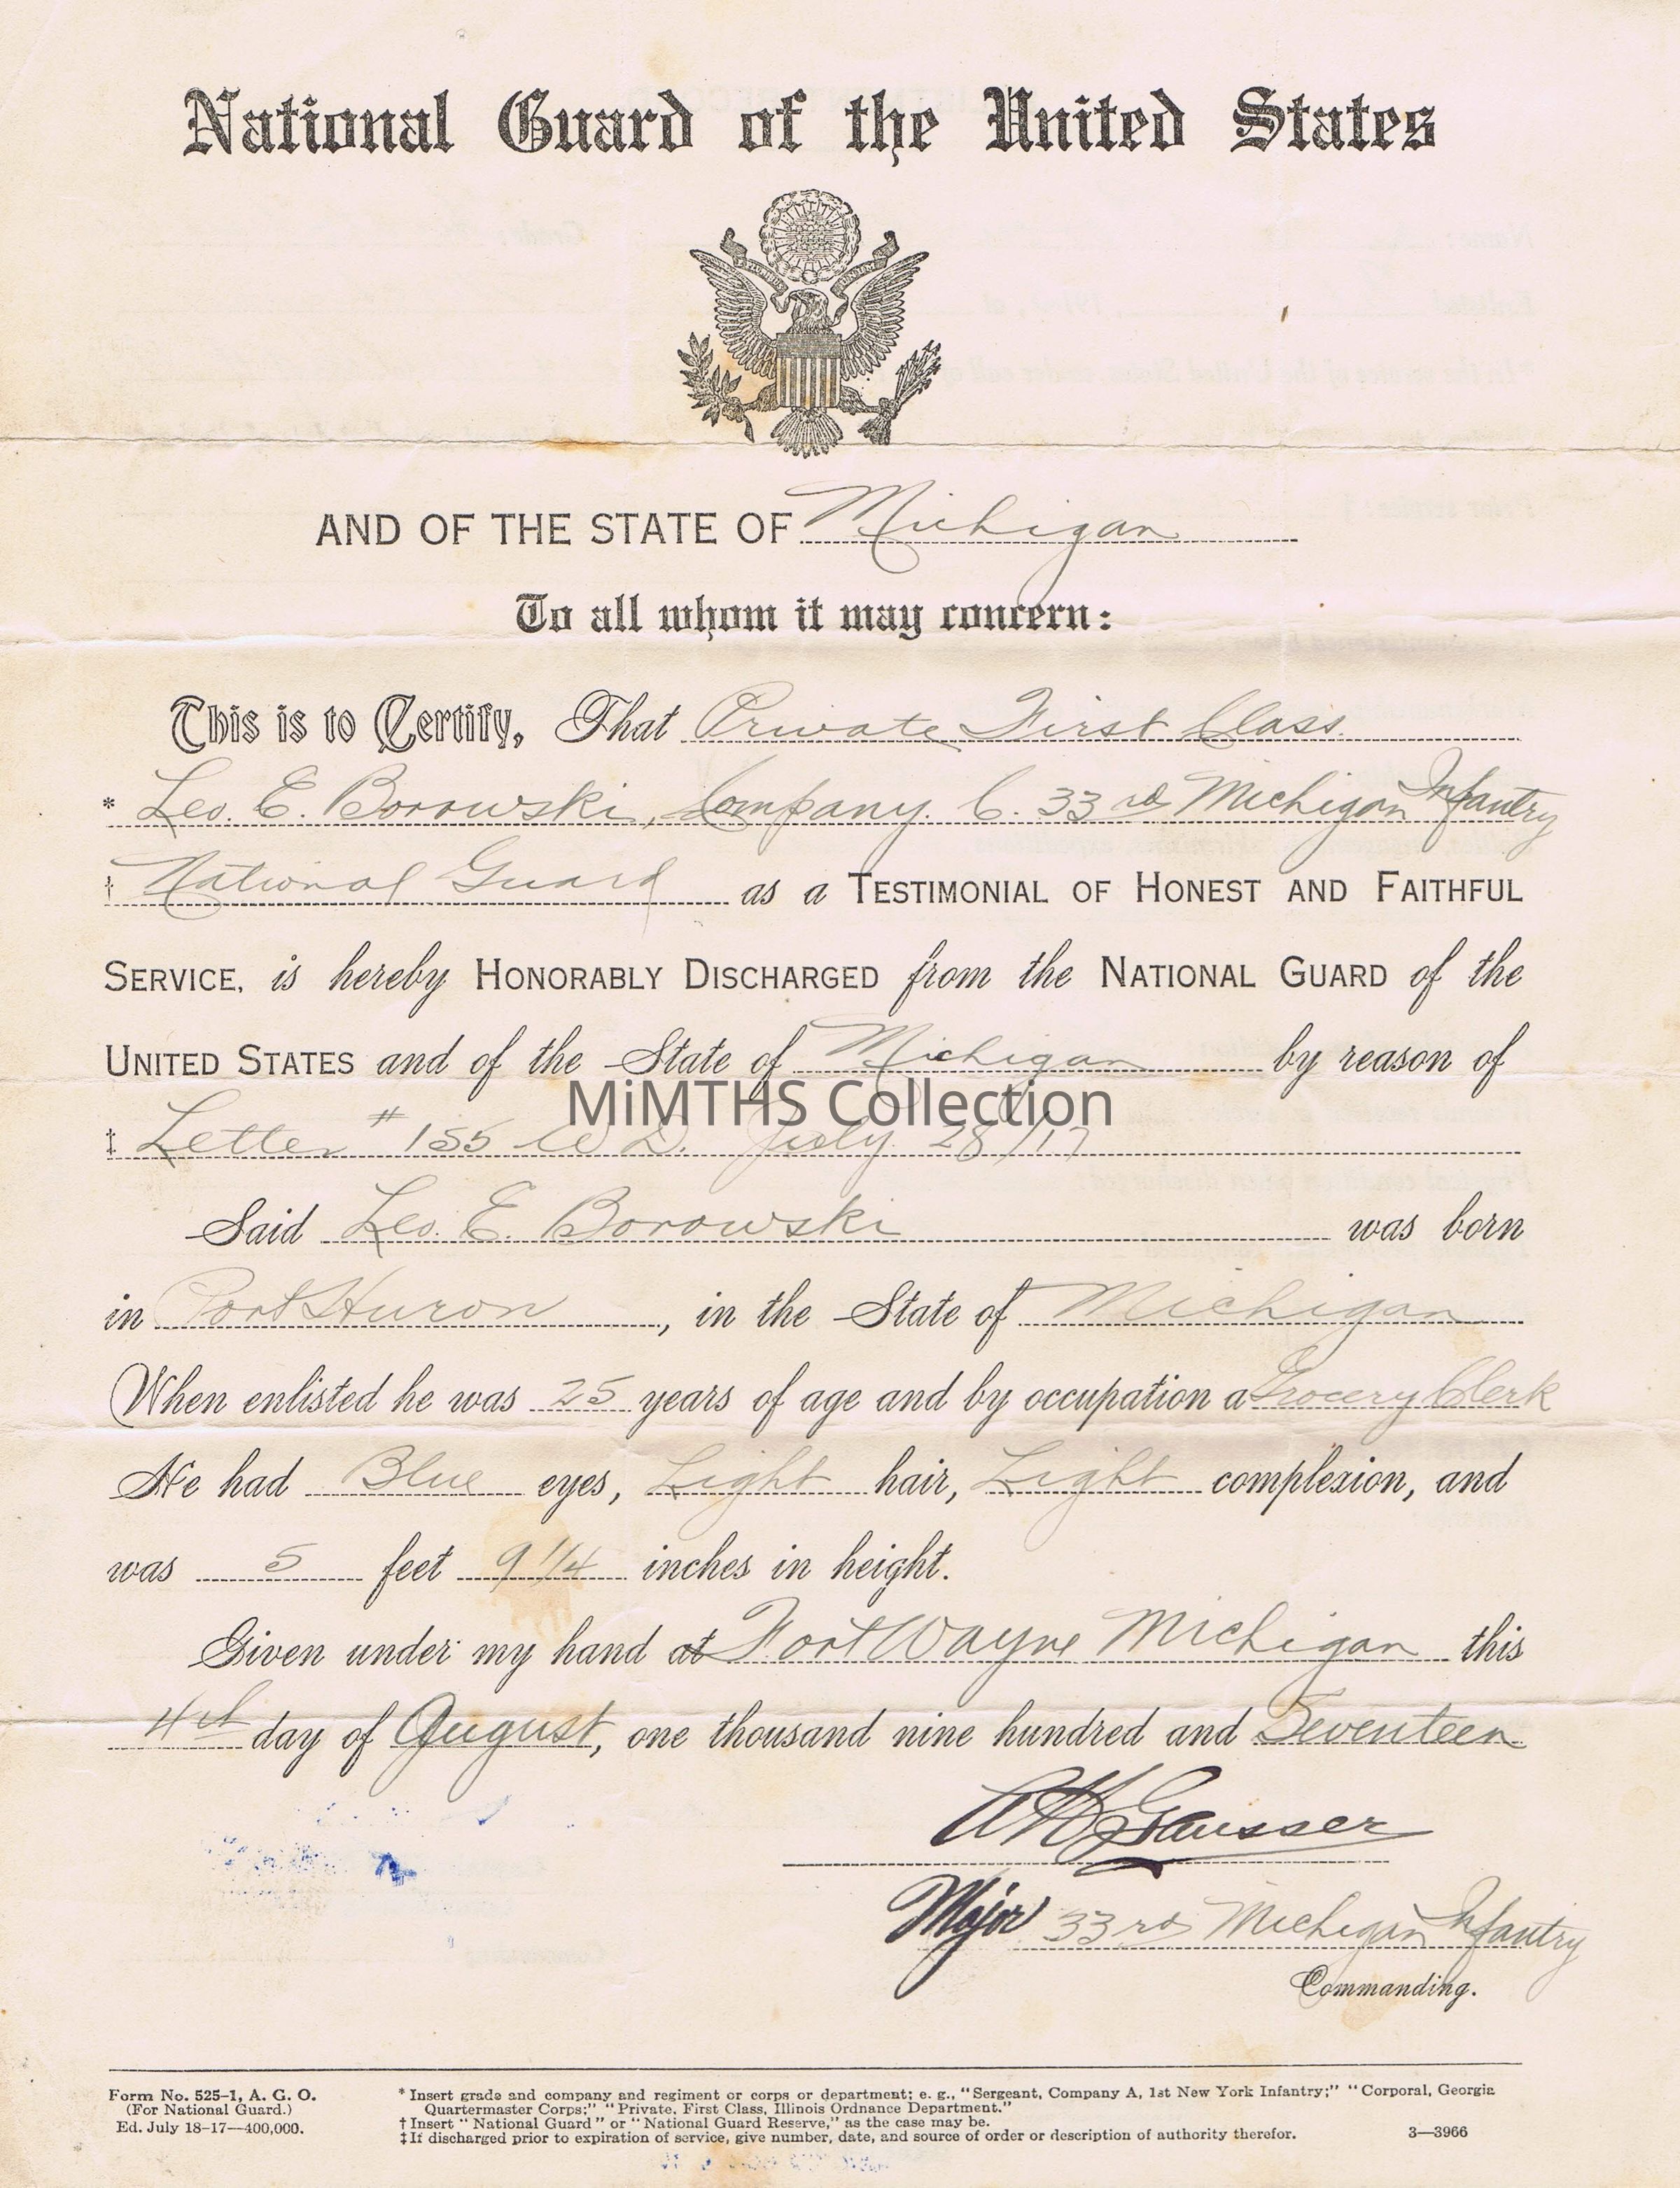 National Guard of the United States
AND OF THE STATE OF Michigan
To all whom it may concern:
This is to Certify, That Private First Class
* Leo. E. Borowski, Company. C. 33rd Michigan Infantry
† National Guard as a TESTIMONIAL OF HONEST AND FAITHFUL
SERVICE, is hereby HONORABLY DISCHARGED from the NATIONAL GUARD of the
UNITED STATES and of the State of Michigan by reason of
MiMTHS Collection
‡ Letter #155 W D. July 28/17
Said Leo. E. Borowski was born
in Port Huron, in the State of Michigan
When enlisted he was 25 years of age and by occupation a Grocery Clerk
He had Blue eyes, Light hair, Light complexion, and
was 5 feet 9 1/4 inches in height.
Given under my hand at Fort Wayne Michigan this
4th day of August, one thousand nine hundred and Seventeen
Gansser
Major 33rd Michigan Infantry
Commanding.
Form No. 525-1, A. G. O.
(For National Guard.)
Ed. July 18-17—400,000.
* Insert grade and company and regiment or corps or department; e. g., "Sergeant, Company A, 1st New York Infantry;" "Corporal, Georgia
Quartermaster Corps;" "Private, First Class, Illinois Ordnance Department."
† Insert "National Guard" or "National Guard Reserve," as the case may be.
‡ If discharged prior to expiration of service, give number, date, and source of order or description of authority therefor.
3—3966